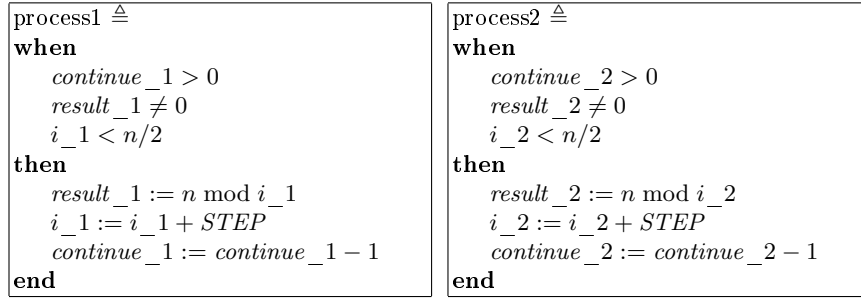 process1 ≜
when
continue_1 > 0
result_1 ≠ 0
i_1 < n/2
then
result_1 := n mod i_1
i_1 := i_1 + STEP
continue_1 := continue_1 − 1
end
process2 ≜
when
continue_2 > 0
result_2 ≠ 0
i_2 < n/2
then
result_2 := n mod i_2
i_2 := i_2 + STEP
continue_2 := continue_2 − 1
end